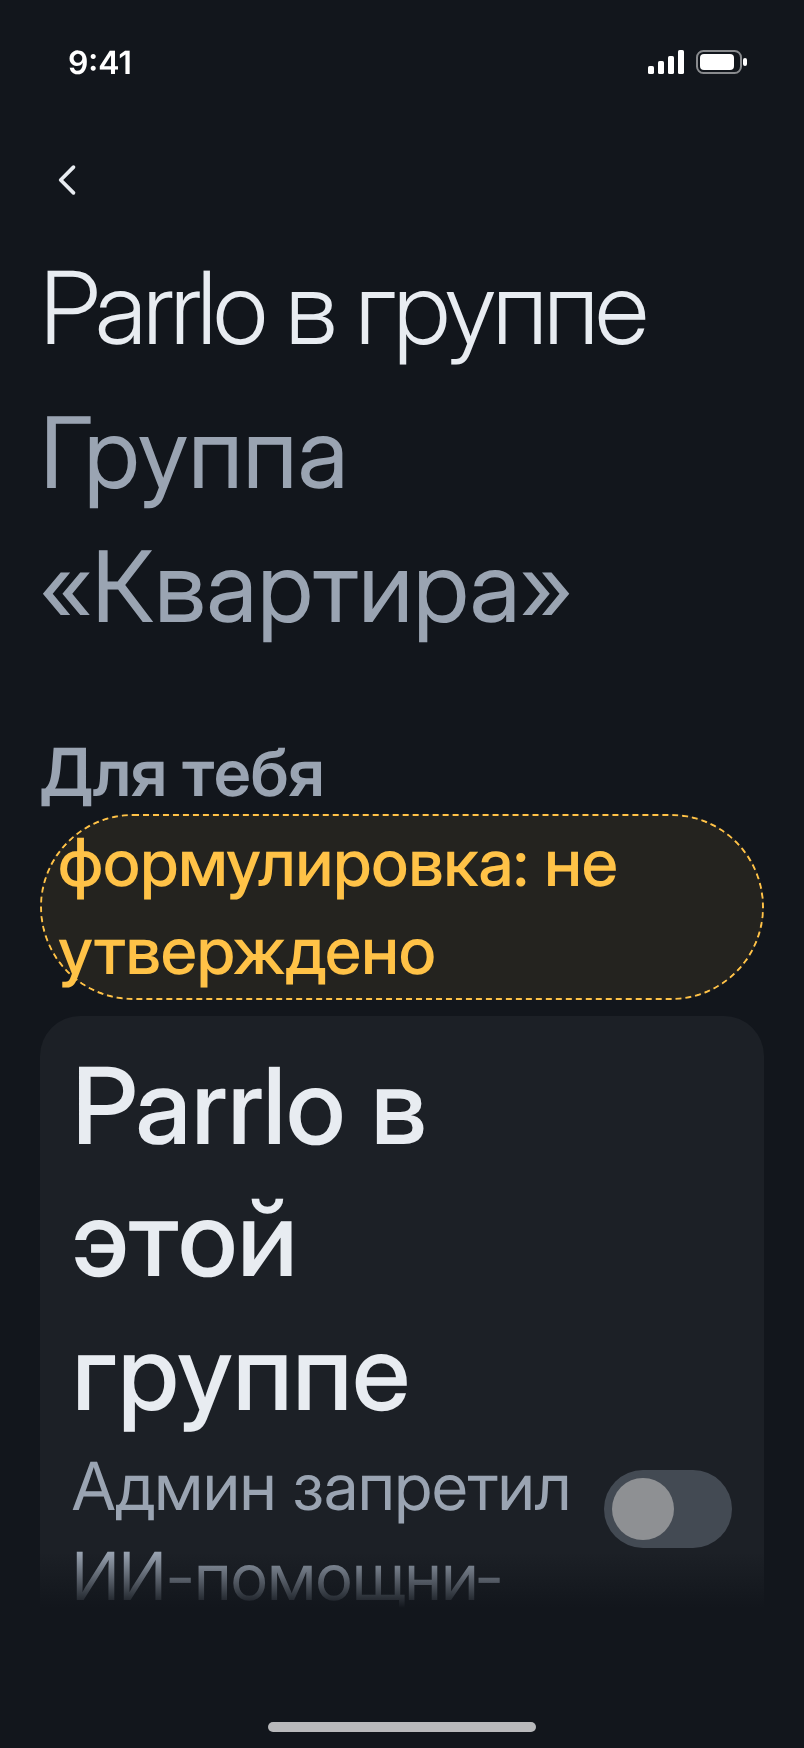 9:41
Parrlo в группе
Группа
«Квартира»
Для тебя
формулировка: не
утверждено
Parrlo в
этой
группе
Админ запретил
ИИ-помощни-